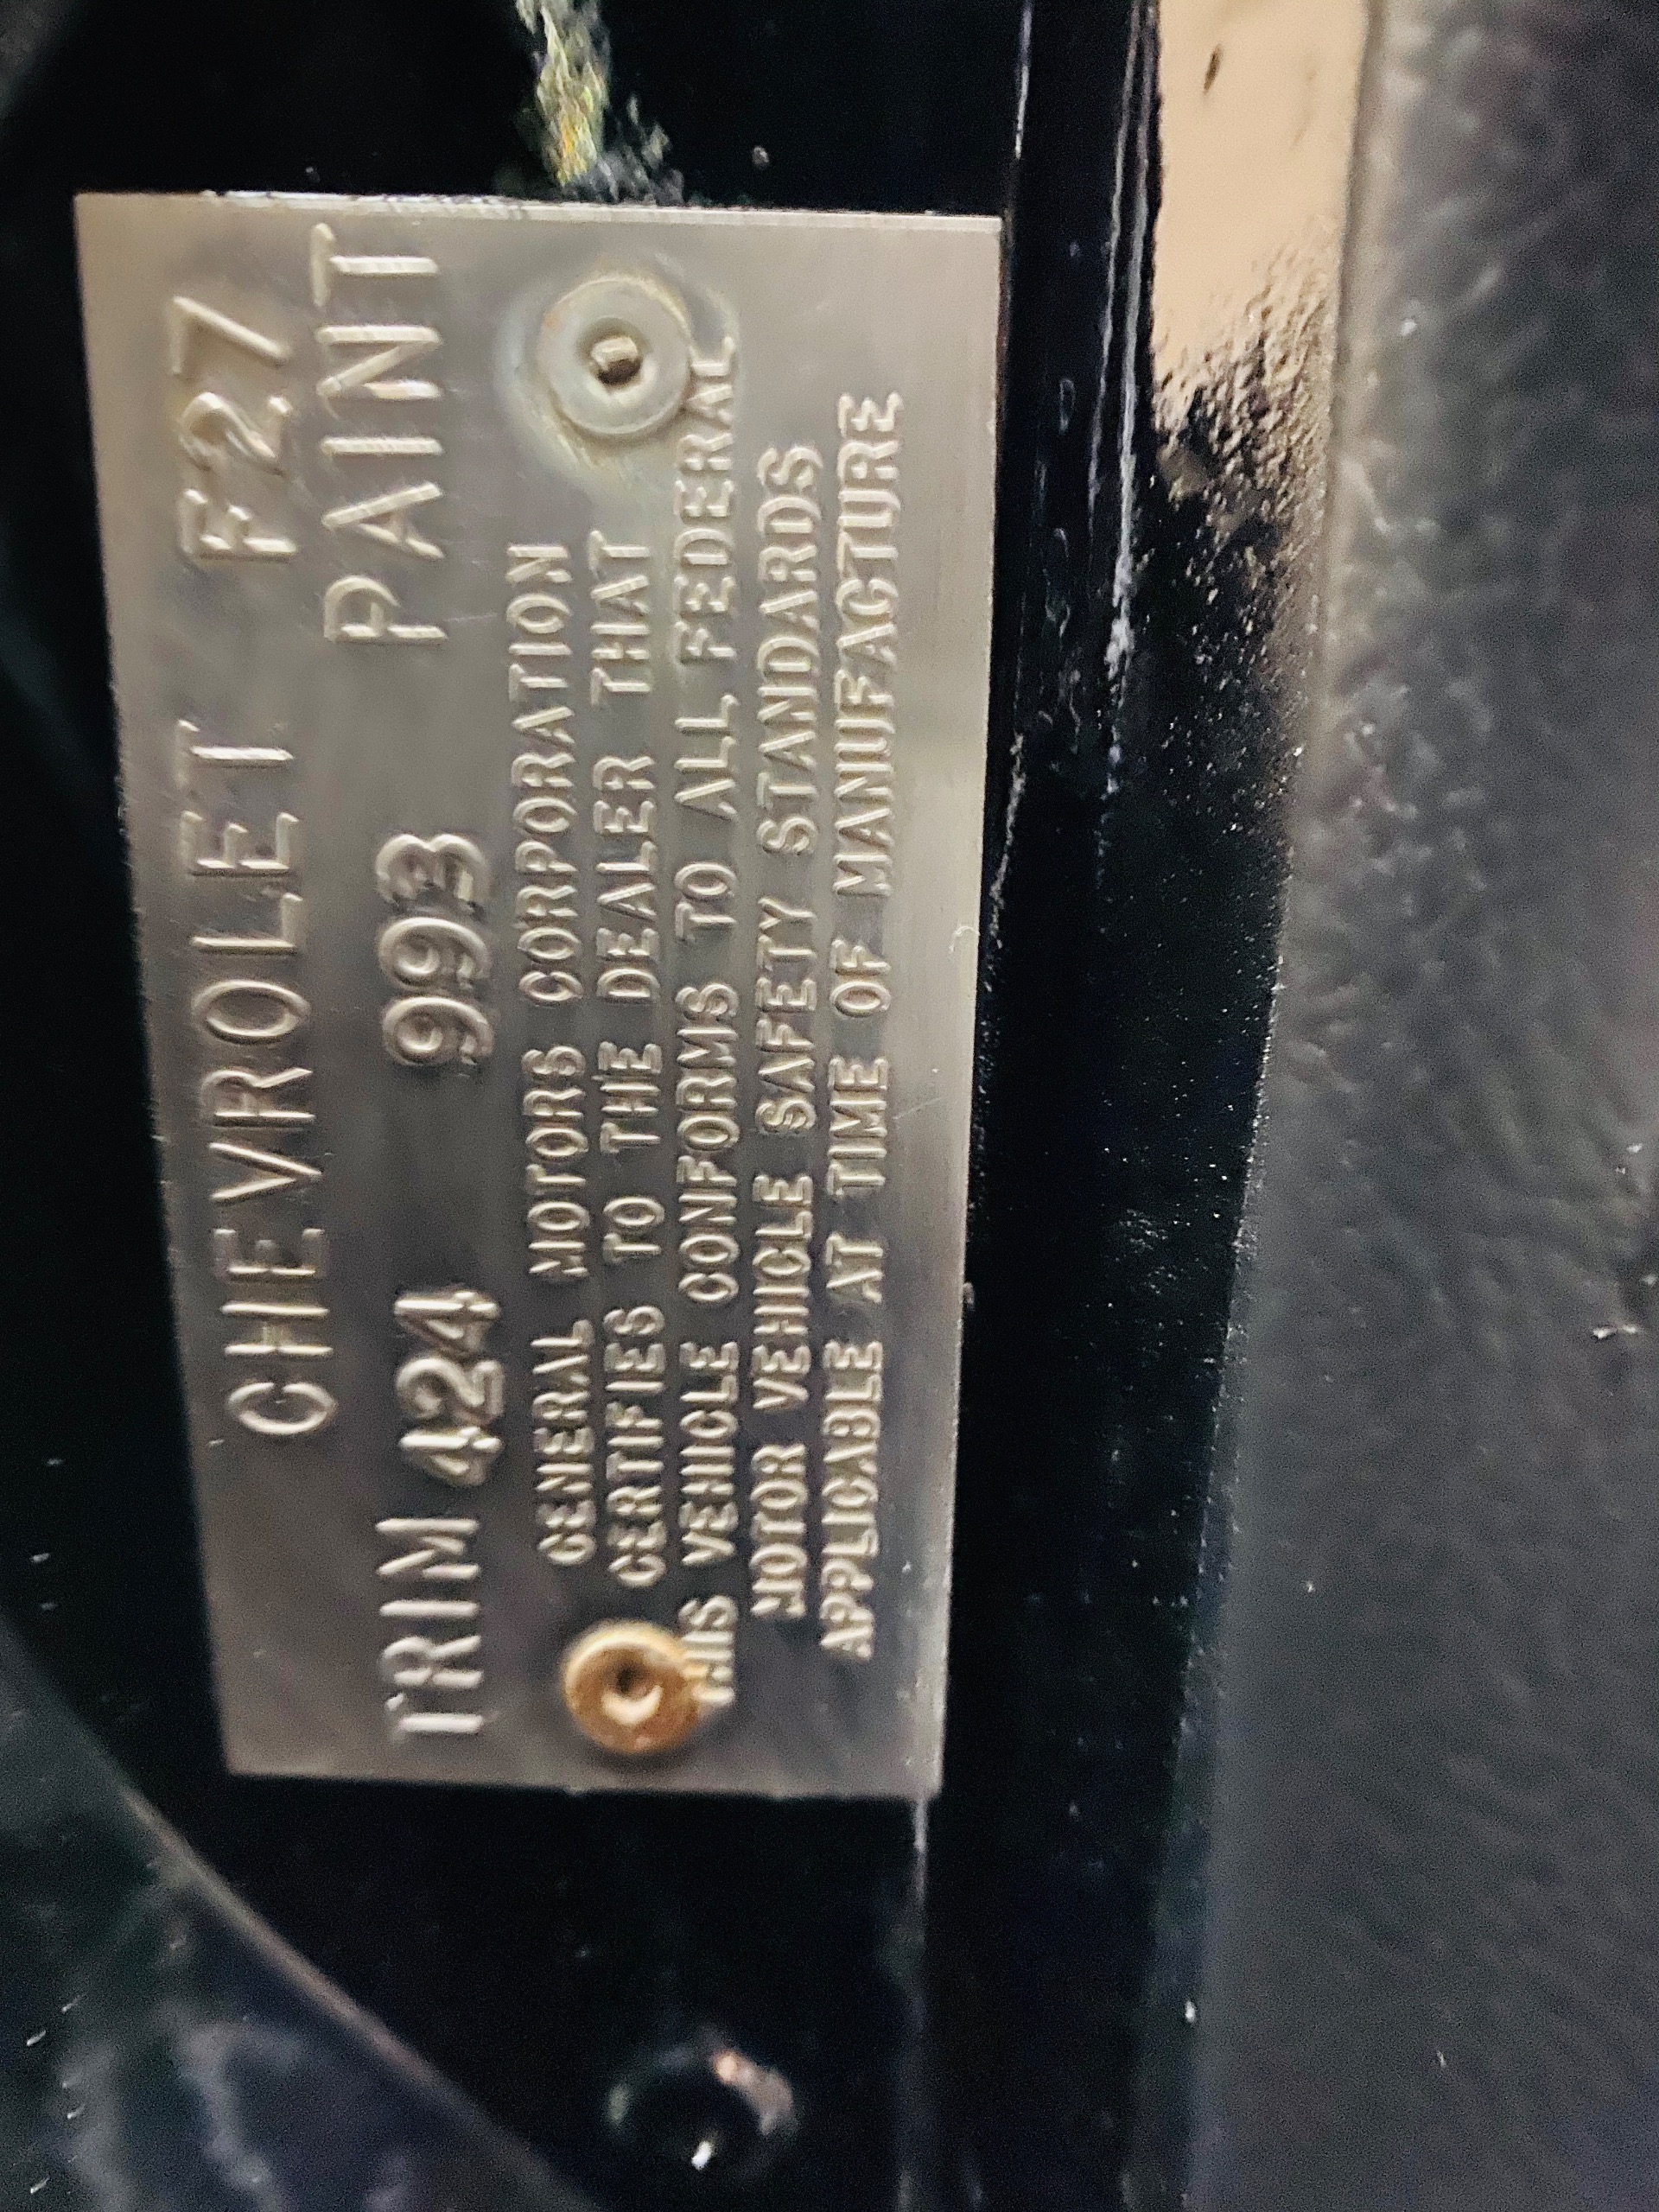 CHEVROLET F27
TRIM 424 993 PAINT
GENERAL MOTORS CORPORATION
CERTIFIES TO THE DEALER THAT
THIS VEHICLE CONFORMS TO ALL FEDERAL
MOTOR VEHICLE SAFETY STANDARDS
APPLICABLE AT TIME OF MANUFACTURE